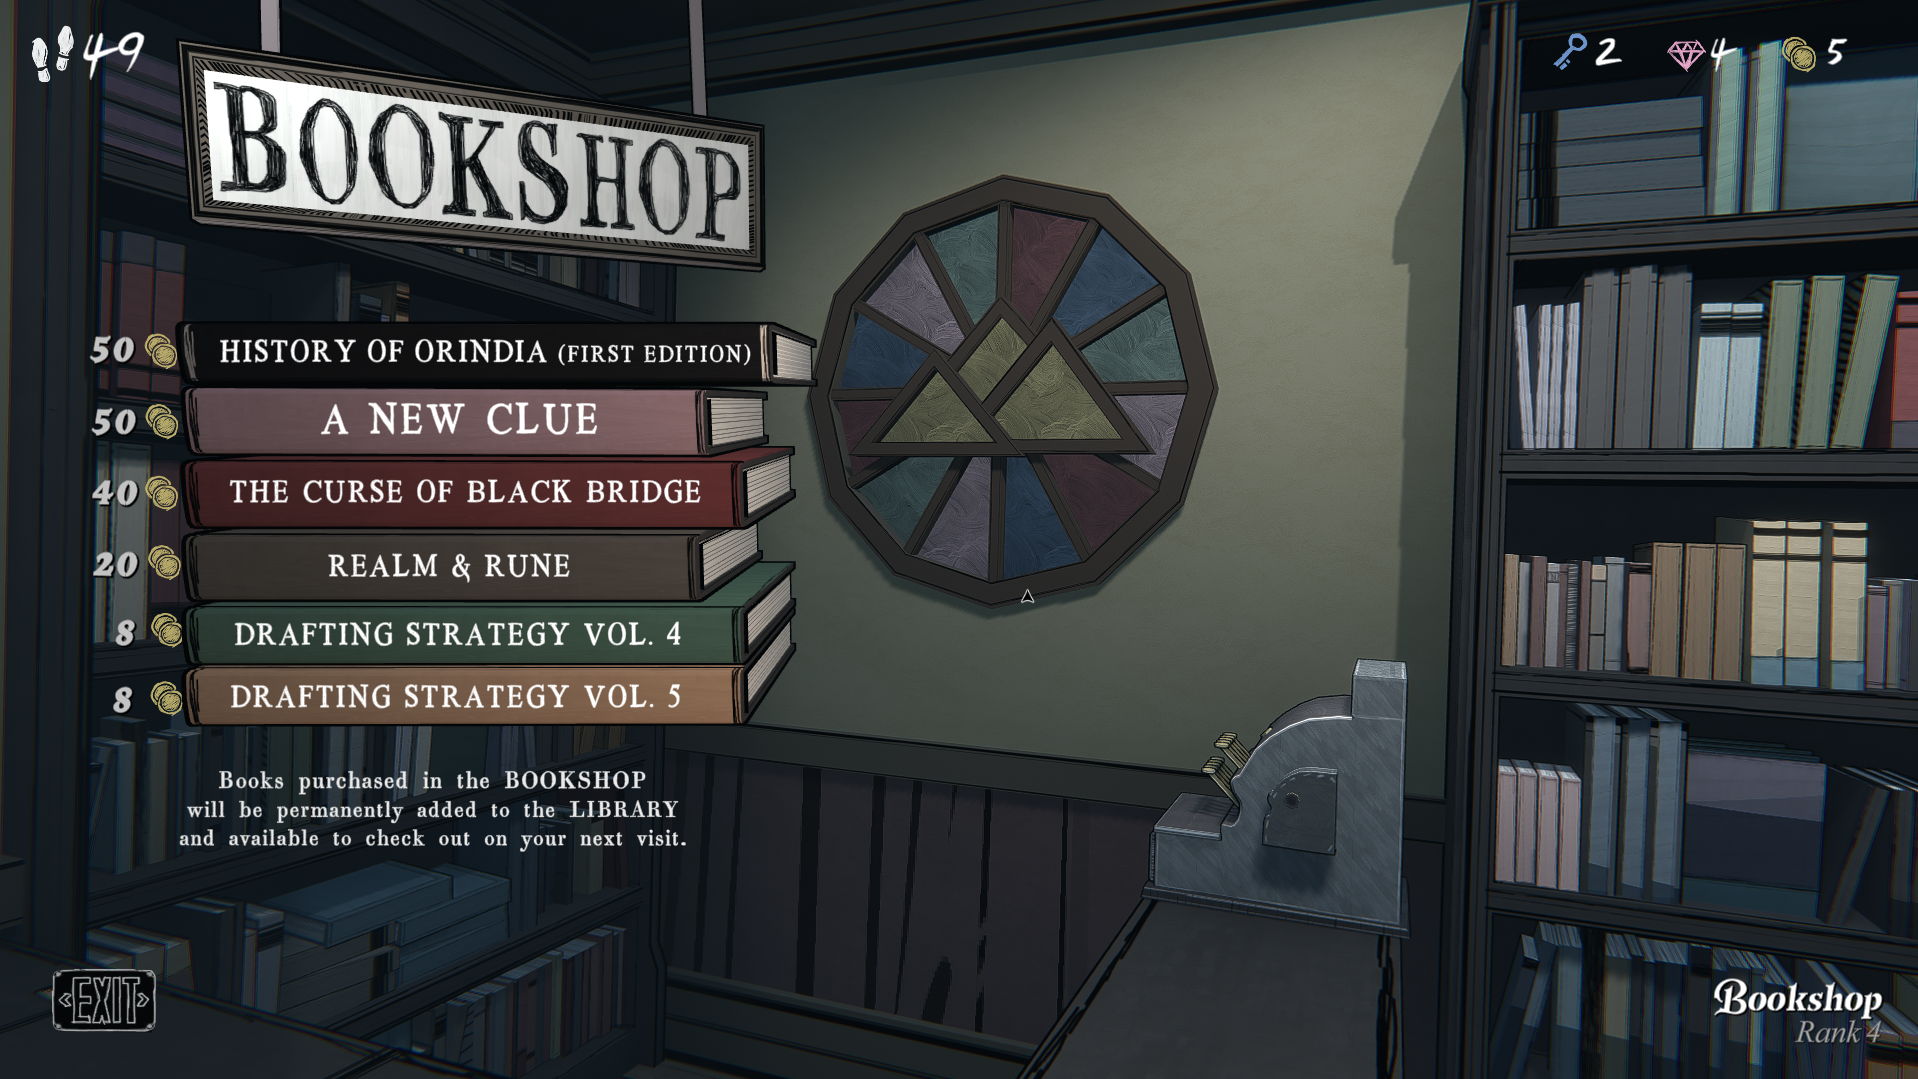 49
2
4
5
BOOKSHOP
50 HISTORY OF ORINDIA (FIRST EDITION)
50 A NEW CLUE
40 THE CURSE OF BLACK BRIDGE
20 REALM & RUNE
8 DRAFTING STRATEGY VOL. 4
8 DRAFTING STRATEGY VOL. 5
Books purchased in the BOOKSHOP
will be permanently added to the LIBRARY
and available to check out on your next visit.
EXIT
Bookshop
Rank 4